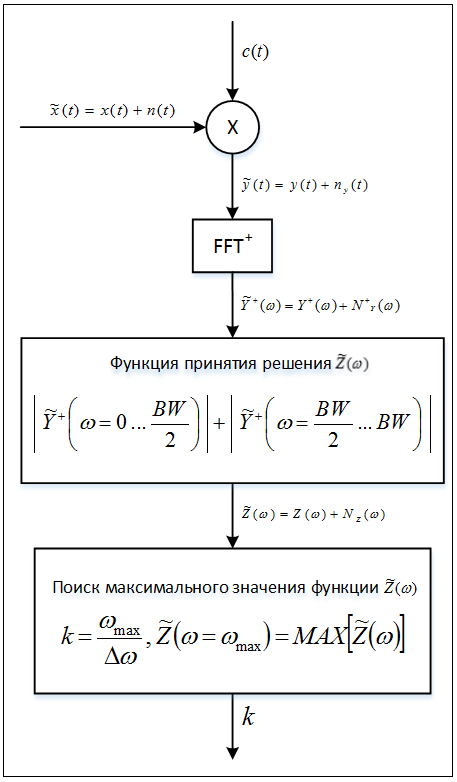 c(t)
x̃(t) = x(t) + n(t)
X
ỹ(t) = y(t) + n_y(t)
FFT⁺
Ỹ⁺(ω) = Y⁺(ω) + N⁺_Y(ω)
Функция принятия решения Z̃(ω)
|Ỹ⁺(ω = 0 ... BW/2)| + |Ỹ⁺(ω = BW/2 ... BW)|
Z̃(ω) = Z(ω) + N_Z(ω)
Поиск максимального значения функции Z̃(ω)
k = ω_max/Δω, Z̃(ω = ω_max) = MAX[Z̃(ω)]
k